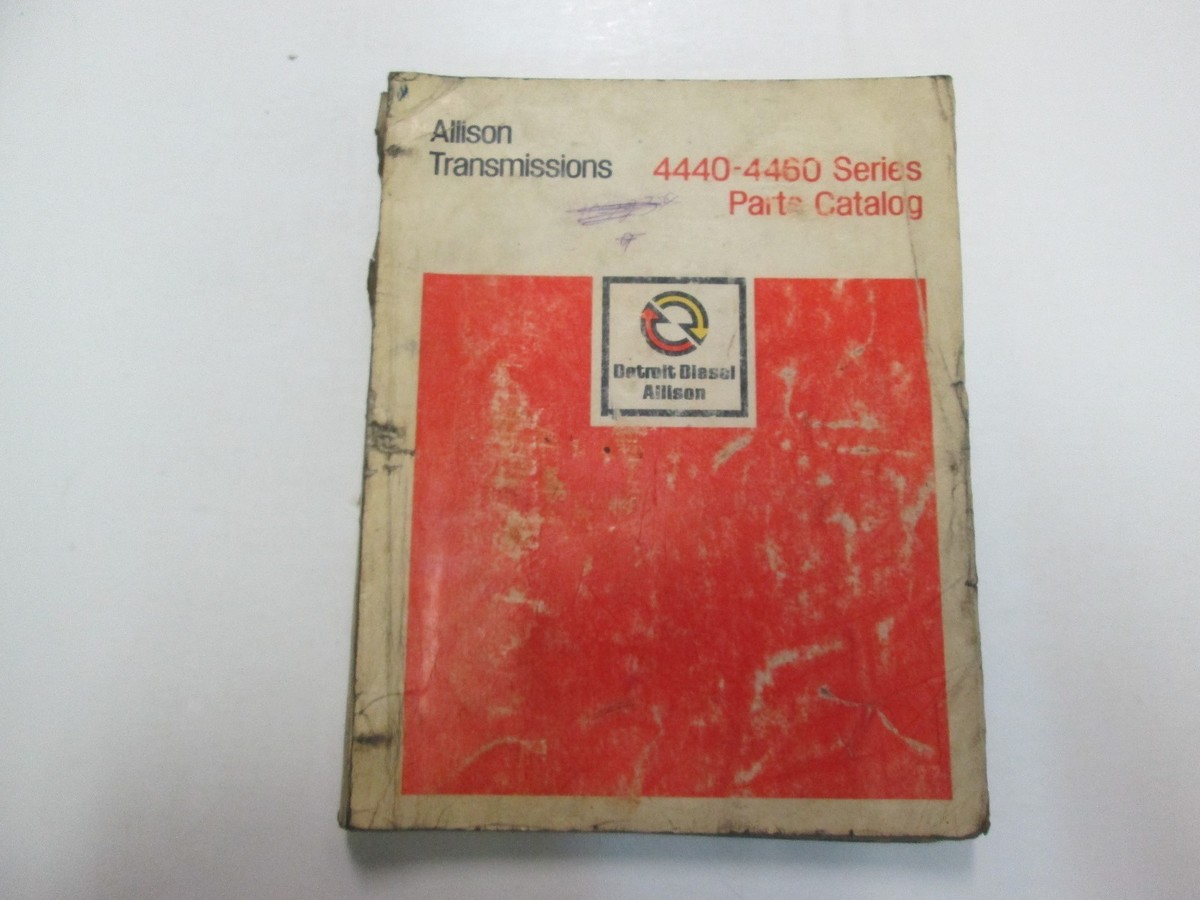 Allison
Transmissions
4440-4460 Series
Parts Catalog
Detroit Diesel
Allison